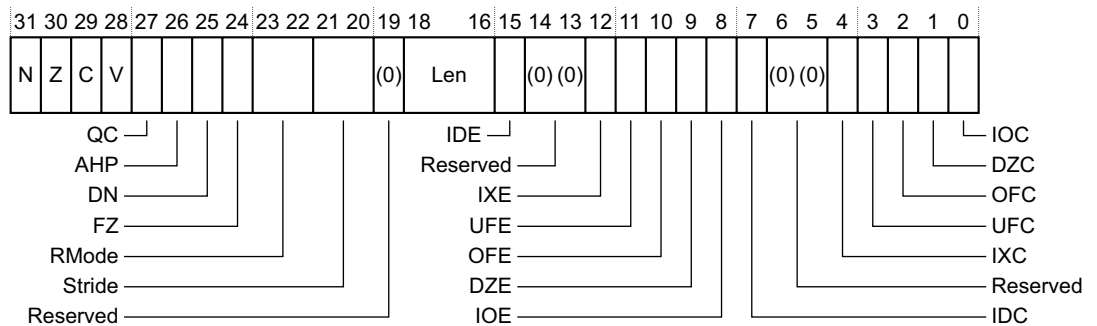 31 30 29 28 27 26 25 24 23 22 21 20 19 18 16 15 14 13 12 11 10 9 8 7 6 5 4 3 2 1 0
N Z C V (0) Len (0) (0) (0) (0)
QC IDE IOC
AHP Reserved DZC
DN IXE OFC
FZ UFE UFC
RMode OFE IXC
Stride DZE Reserved
Reserved IOE IDC